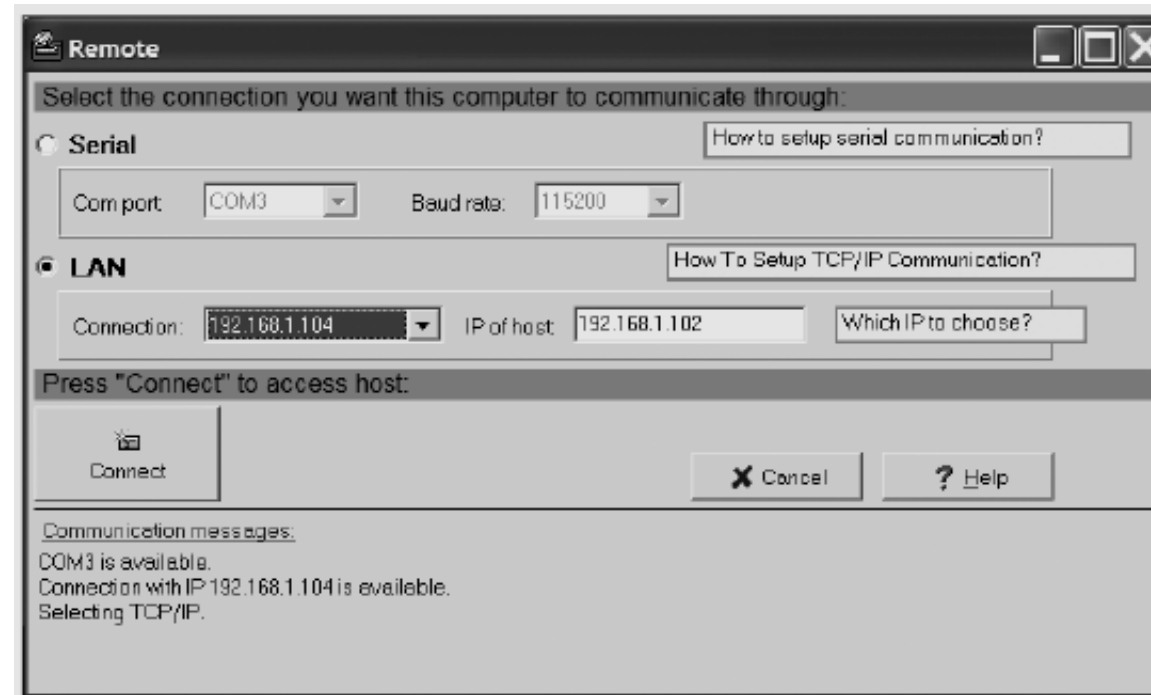 Remote
Select the connection you want this computer to communicate through:
Serial
How to setup serial communication?
Com port: COM3 Baud rate: 115200
LAN
How To Setup TCP/IP Communication?
Connection: 192.168.1.104 IP of host: 192.168.1.102 Which IP to choose?
Press "Connect" to access host:
Connect
Cancel
? Help
Communication messages:
COM3 is available.
Connection with IP 192.168.1.104 is available.
Selecting TCP/IP.